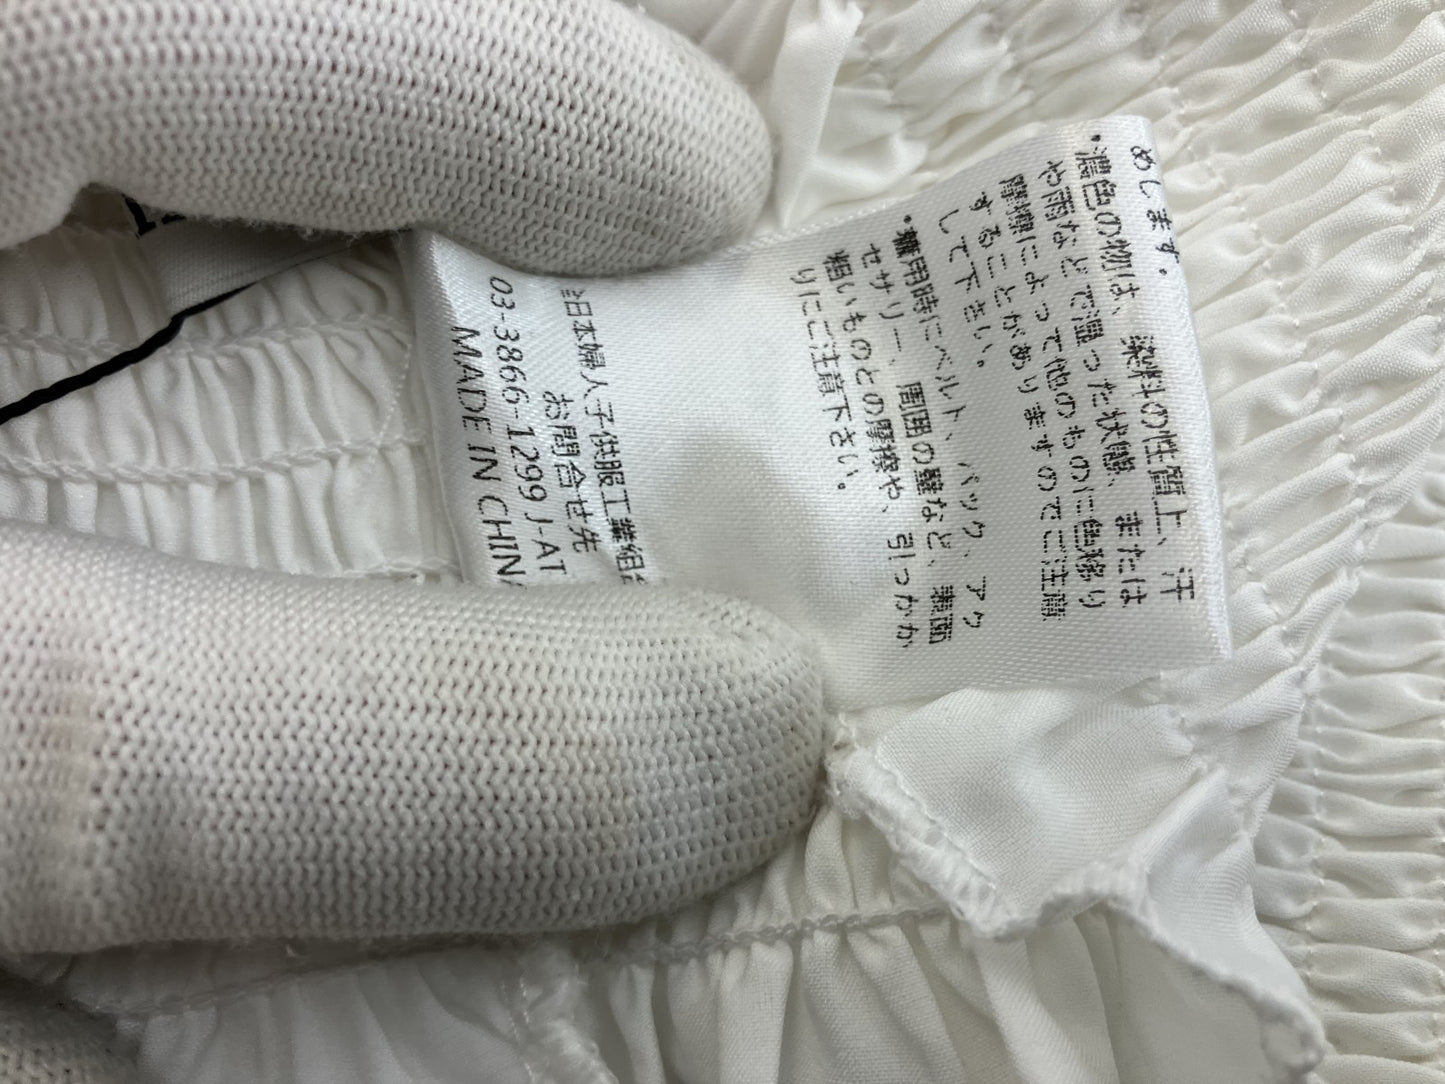 めします。
・濃色の物は、染料の性質上、汗
や雨などで湿った状態、または
摩擦によって他のものに色移り
することがありますのでご注意
して下さい。
・着用時にベルト、バック、アク
セサリー、周囲の壁など、表面
粗いものとの摩擦や、引っかか
りにご注意下さい。
日本婦人子供服工業組
お問合せ先
03-3866-1299 J-AT
MADE IN CHINA